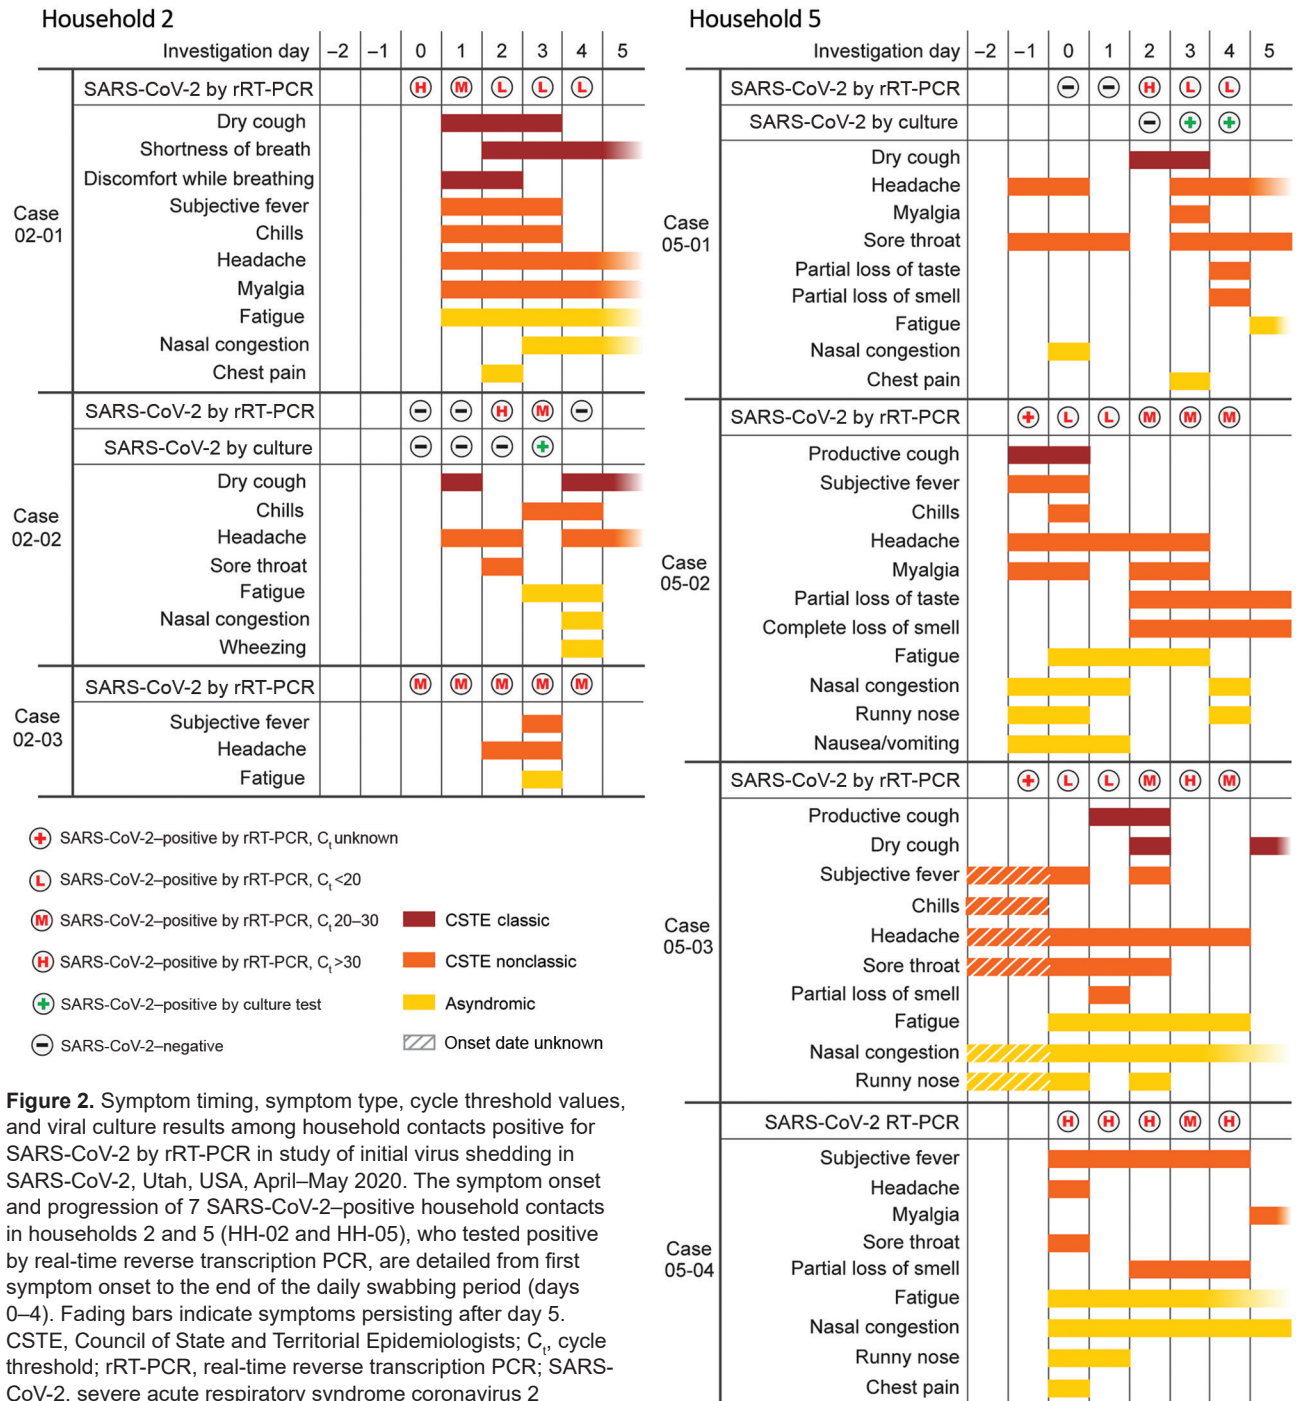 Household 2
Investigation day –2 –1 0 1 2 3 4 5
Case 02-01
SARS-CoV-2 by rRT-PCR H M L L L
Dry cough
Shortness of breath
Discomfort while breathing
Subjective fever
Chills
Headache
Myalgia
Fatigue
Nasal congestion
Chest pain
Case 02-02
SARS-CoV-2 by rRT-PCR – – H M –
SARS-CoV-2 by culture – – – +
Dry cough
Chills
Headache
Sore throat
Fatigue
Nasal congestion
Wheezing
Case 02-03
SARS-CoV-2 by rRT-PCR M M M M M
Subjective fever
Headache
Fatigue
+ SARS-CoV-2–positive by rRT-PCR, Ct unknown
L SARS-CoV-2–positive by rRT-PCR, Ct <20
M SARS-CoV-2–positive by rRT-PCR, Ct 20–30
H SARS-CoV-2–positive by rRT-PCR, Ct >30
+ SARS-CoV-2–positive by culture test
– SARS-CoV-2–negative
CSTE classic
CSTE nonclassic
Asyndromic
Onset date unknown
Figure 2. Symptom timing, symptom type, cycle threshold values,
and viral culture results among household contacts positive for
SARS-CoV-2 by rRT-PCR in study of initial virus shedding in
SARS-CoV-2, Utah, USA, April–May 2020. The symptom onset
and progression of 7 SARS-CoV-2–positive household contacts
in households 2 and 5 (HH-02 and HH-05), who tested positive
by real-time reverse transcription PCR, are detailed from first
symptom onset to the end of the daily swabbing period (days
0–4). Fading bars indicate symptoms persisting after day 5.
CSTE, Council of State and Territorial Epidemiologists; Ct, cycle
threshold; rRT-PCR, real-time reverse transcription PCR; SARS-
CoV-2, severe acute respiratory syndrome coronavirus 2
Household 5
Investigation day –2 –1 0 1 2 3 4 5
Case 05-01
SARS-CoV-2 by rRT-PCR – – H L L
SARS-CoV-2 by culture – + +
Dry cough
Headache
Myalgia
Sore throat
Partial loss of taste
Partial loss of smell
Fatigue
Nasal congestion
Chest pain
Case 05-02
SARS-CoV-2 by rRT-PCR + L L M M M
Productive cough
Subjective fever
Chills
Headache
Myalgia
Partial loss of taste
Complete loss of smell
Fatigue
Nasal congestion
Runny nose
Nausea/vomiting
Case 05-03
SARS-CoV-2 by rRT-PCR + L L M H M
Productive cough
Dry cough
Subjective fever
Chills
Headache
Sore throat
Partial loss of smell
Fatigue
Nasal congestion
Runny nose
Case 05-04
SARS-CoV-2 RT-PCR H H H M H
Subjective fever
Headache
Myalgia
Sore throat
Partial loss of smell
Fatigue
Nasal congestion
Runny nose
Chest pain